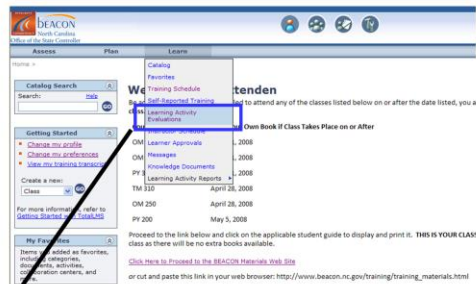 BEACON
North Carolina
Office of the State Controller
Assess Plan Learn
Home >
Catalog
Favorites
Training Schedule
Self-Reported Training
Learning Activity
Evaluations
Learner Approvals
Messages
Knowledge Documents
Learning Activity Reports
Catalog Search
Search: Help
GO
Getting Started
Change my profile
Change my preferences
View my training transcript
Create a new:
Class GO
For more information, refer to
Getting Started with TotalLMS
My Favorites
Items added as favorites,
including categories,
documents, activities,
collaboration centers, and
more.
to attend any of the classes listed below on or after the date listed, you a
Own Book if Class Takes Place on or After
OM , 2008
OM , 2008
PY , 2008
TM 310 April 28, 2008
OM 250 April 28, 2008
PY 200 May 5, 2008
Proceed to the link below and click on the applicable student guide to display and print it. THIS IS YOUR CLASS
class as there will be no extra books available.
Click Here to Proceed to the BEACON Materials Web Site
or cut and paste this link in your web browser: http://www.beacon.nc.gov/training/training_materials.html